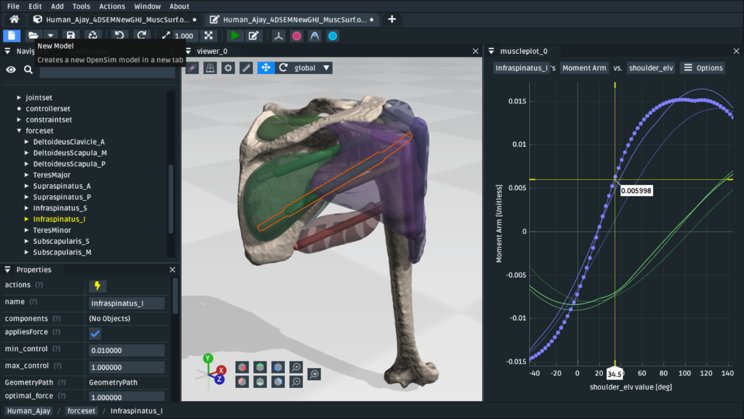 File Edit Add Tools Actions Window About
Human_Ajay_4DSEMNewGHJ_MuscSurf.o...
Human_Ajay_4DSEMNewGHJ_MuscSurf.o...
1.000
New Model
Creates a new OpenSim model in a new tab
viewer_0
muscleplot_0
global
Infraspinatus_I 's Moment Arm vs. shoulder_elv Options
jointset
controllerset
constraintset
forceset
DeltoideusClavicle_A
DeltoideusScapula_M
DeltoideusScapula_P
TeresMajor
Supraspinatus_A
Supraspinatus_P
Infraspinatus_S
Infraspinatus_I
TeresMinor
Subscapularis_S
Subscapularis_M
Properties
actions (?)
name (?) Infraspinatus_I
components (?) (No Objects)
appliesForce (?)
min_control (?) 0.010000
max_control (?) 1.000000
GeometryPath (?) GeometryPath
optimal_force (?) 1.000000
Y
X
Z
Moment Arm [Unitless]
0.015
0.01
0.005
0
-0.005
-0.01
-0.015
0.005998
34.5
-40 -20 0 20 40 60 80 100 120 140
shoulder_elv value [deg]
Human_Ajay / forceset / Infraspinatus_I